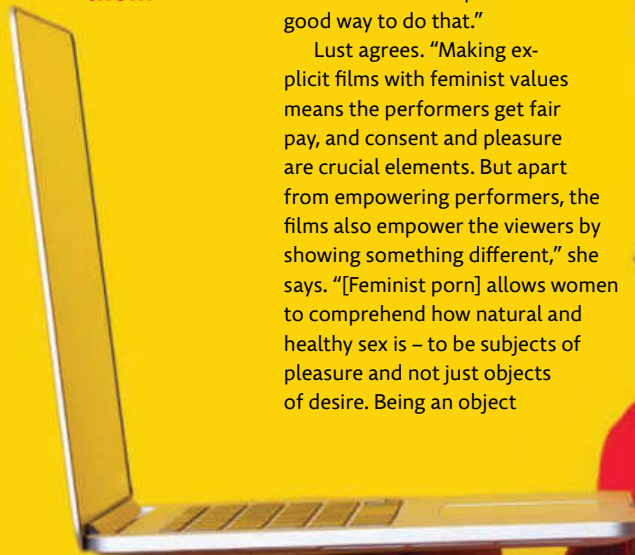 good way to do that.”
Lust agrees. “Making ex-
plicit films with feminist values
means the performers get fair
pay, and consent and pleasure
are crucial elements. But apart
from empowering performers, the
films also empower the viewers by
showing something different,” she
says. “[Feminist porn] allows women
to comprehend how natural and
healthy sex is – to be subjects of
pleasure and not just objects
of desire. Being an object